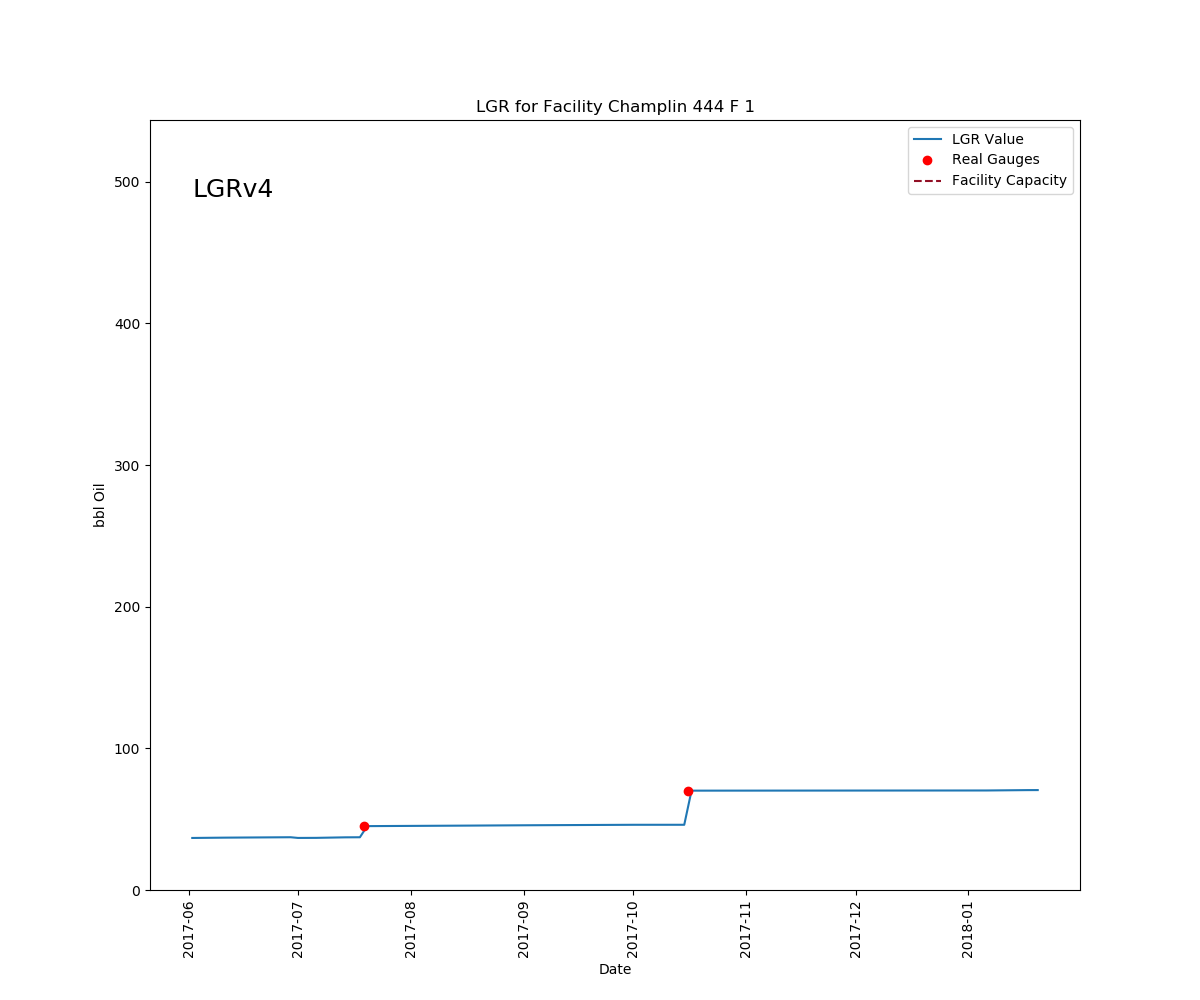 LGR for Facility Champlin 444 F 1
LGR Value
Real Gauges
Facility Capacity
LGRv4
500
400
300
200
100
0
bbl Oil
2017-06
2017-07
2017-08
2017-09
2017-10
2017-11
2017-12
2018-01
Date